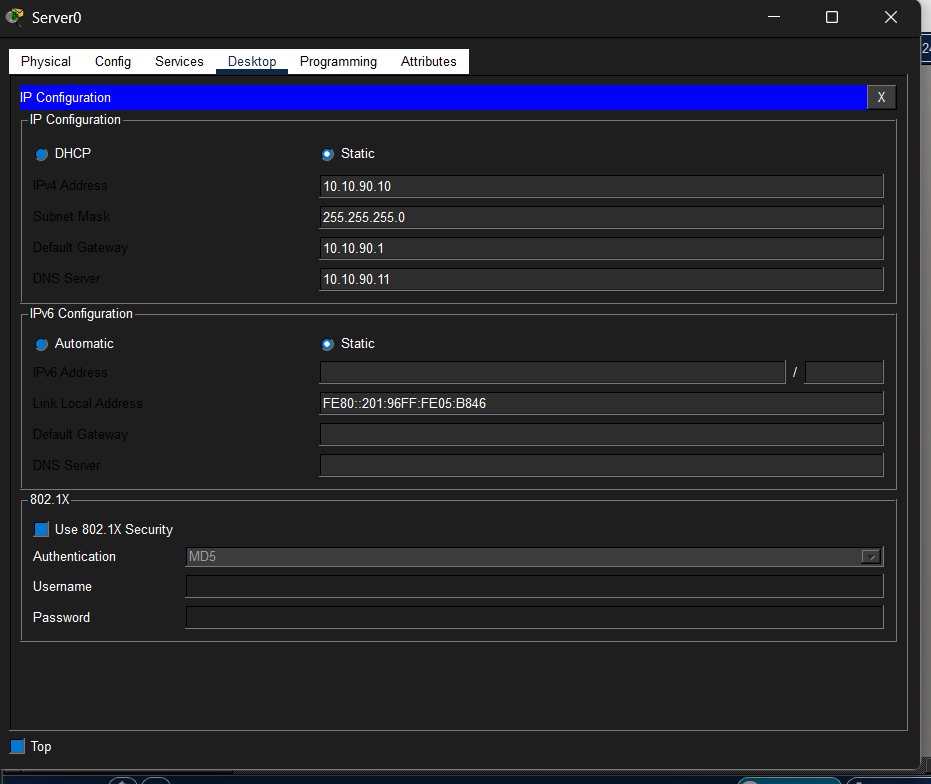 Server0
Physical Config Services Desktop Programming Attributes
IP Configuration X
IP Configuration
DHCP Static
IPv4 Address 10.10.90.10
Subnet Mask 255.255.255.0
Default Gateway 10.10.90.1
DNS Server 10.10.90.11
IPv6 Configuration
Automatic Static
IPv6 Address /
Link Local Address FE80::201:96FF:FE05:B846
Default Gateway
DNS Server
802.1X
Use 802.1X Security
Authentication MD5
Username
Password
Top